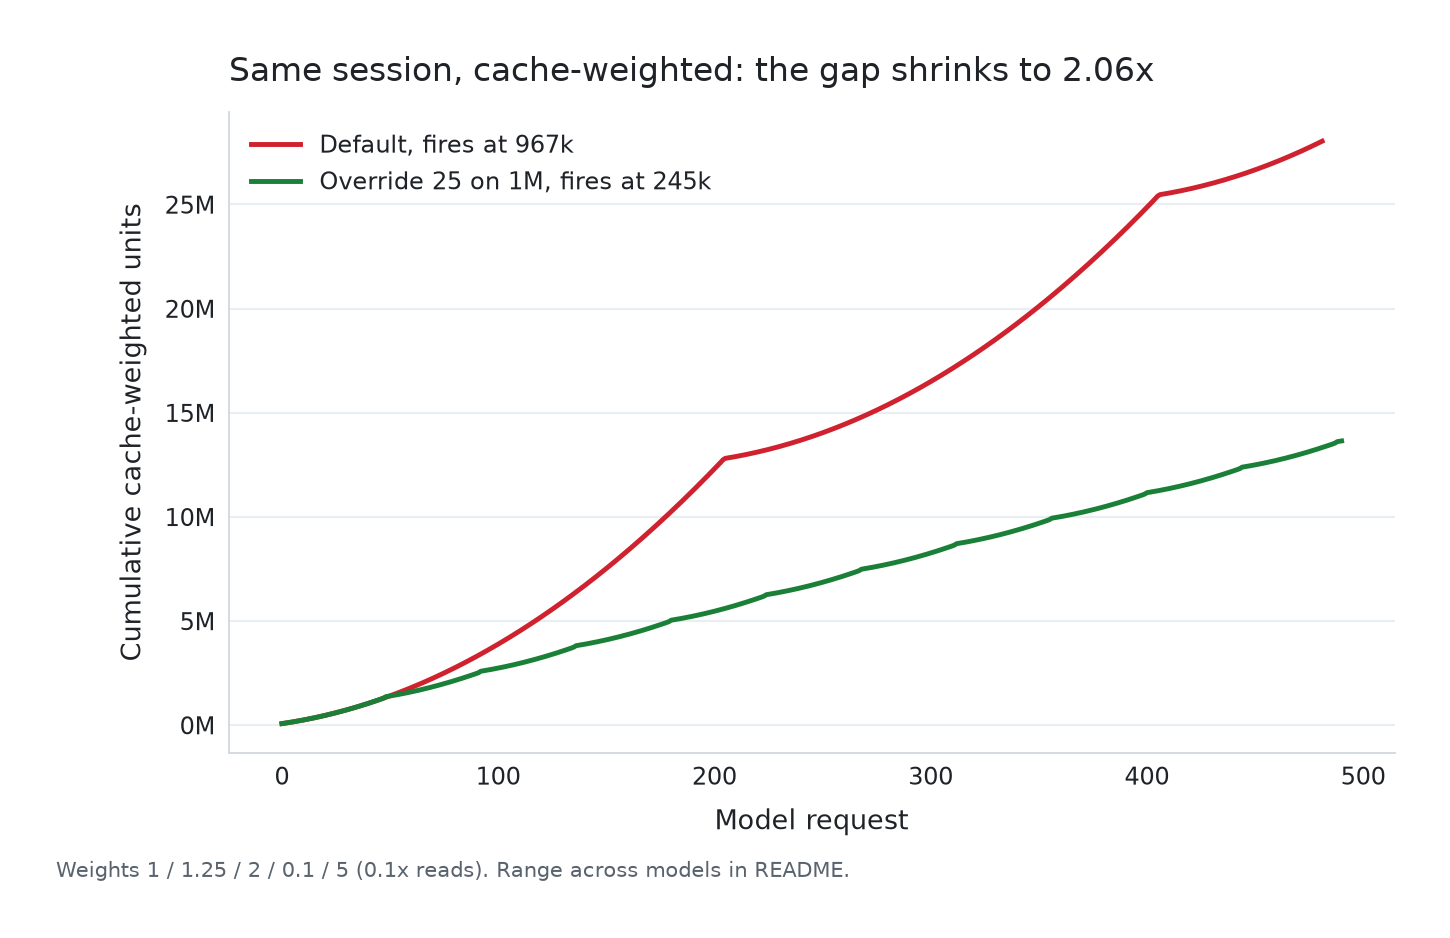 Same session, cache-weighted: the gap shrinks to 2.06x
Default, fires at 967k
Override 25 on 1M, fires at 245k
Cumulative cache-weighted units
25M
20M
15M
10M
5M
0M
0 100 200 300 400 500
Model request
Weights 1 / 1.25 / 2 / 0.1 / 5 (0.1x reads). Range across models in README.